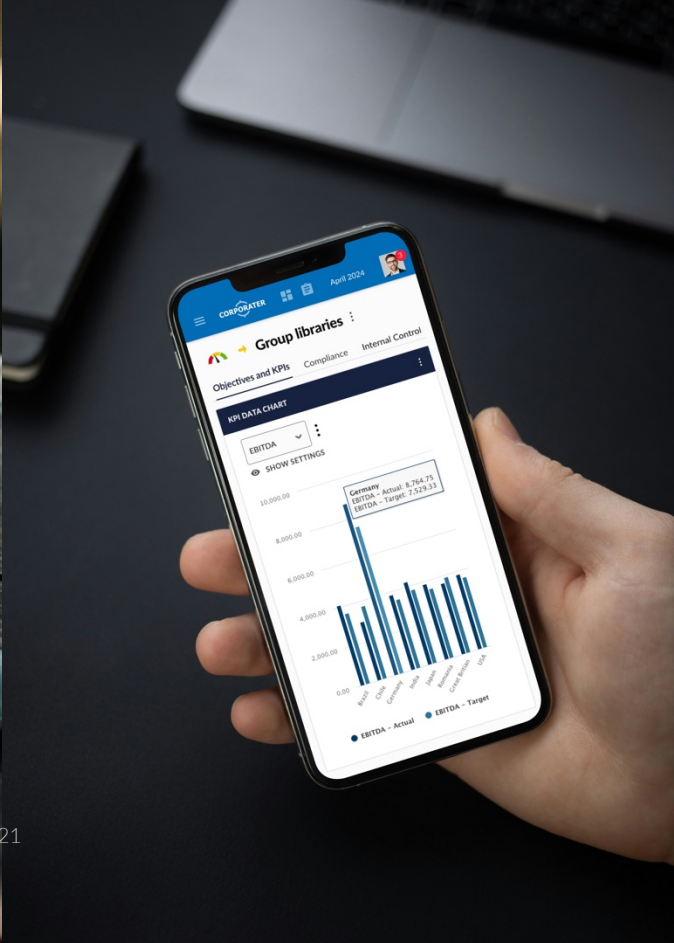 CORPORATER
April 2024
3
Group libraries
Objectives and KPIs Compliance Internal Control
KPI DATA CHART
EBITDA
SHOW SETTINGS
Germany
EBITDA – Actual: 8,764.75
EBITDA – Target: 7,529.33
10,000.00
8,000.00
6,000.00
4,000.00
2,000.00
0.00
Brazil Chile Germany India Japan Romania Great Britian USA
EBITDA – Actual EBITDA – Target
21